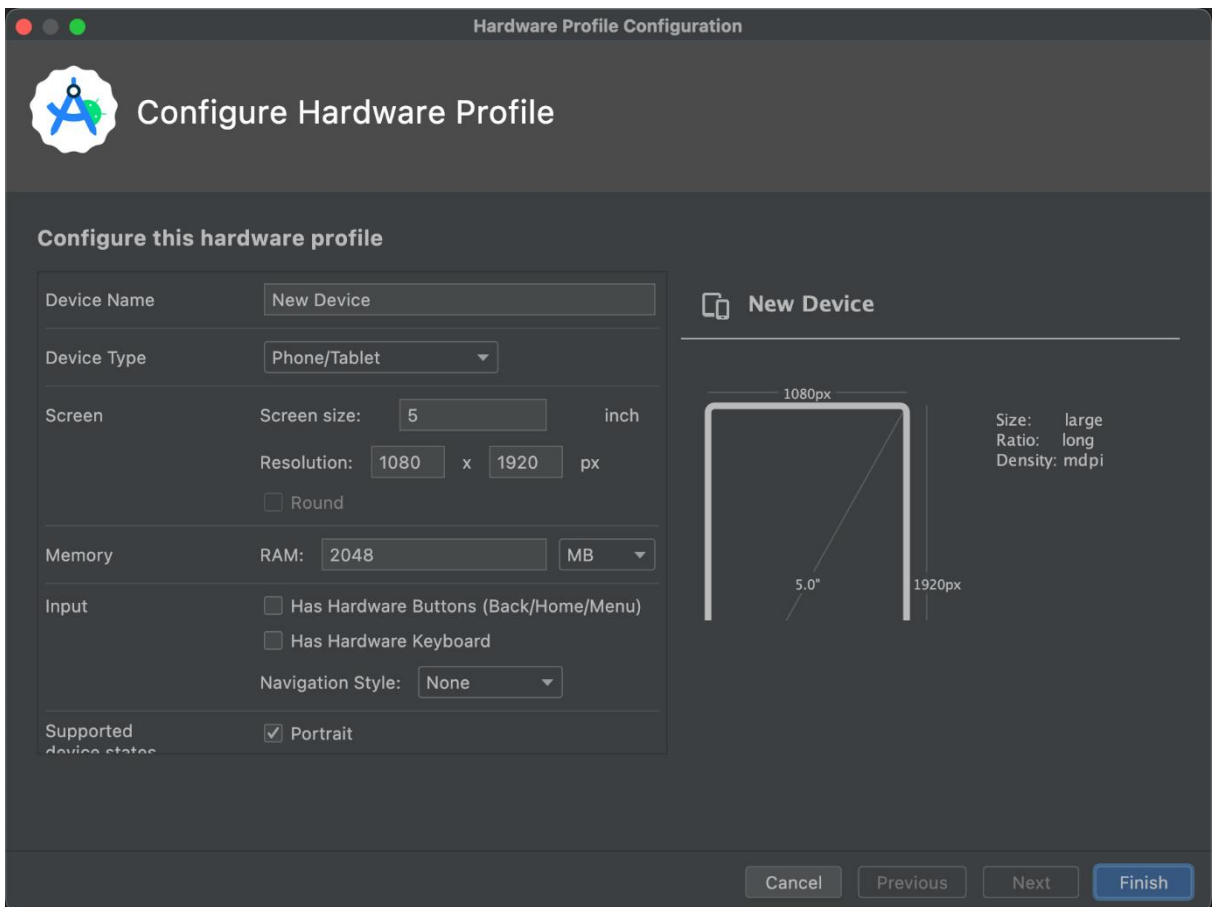 Hardware Profile Configuration
Configure Hardware Profile
Configure this hardware profile
Device Name New Device
Device Type Phone/Tablet
Screen Screen size: 5 inch
Resolution: 1080 x 1920 px
Round
Memory RAM: 2048 MB
Input Has Hardware Buttons (Back/Home/Menu)
Has Hardware Keyboard
Navigation Style: None
Supported Portrait
device states
New Device
1080px
Size: large
Ratio: long
Density: mdpi
5.0" 1920px
Cancel Previous Next Finish